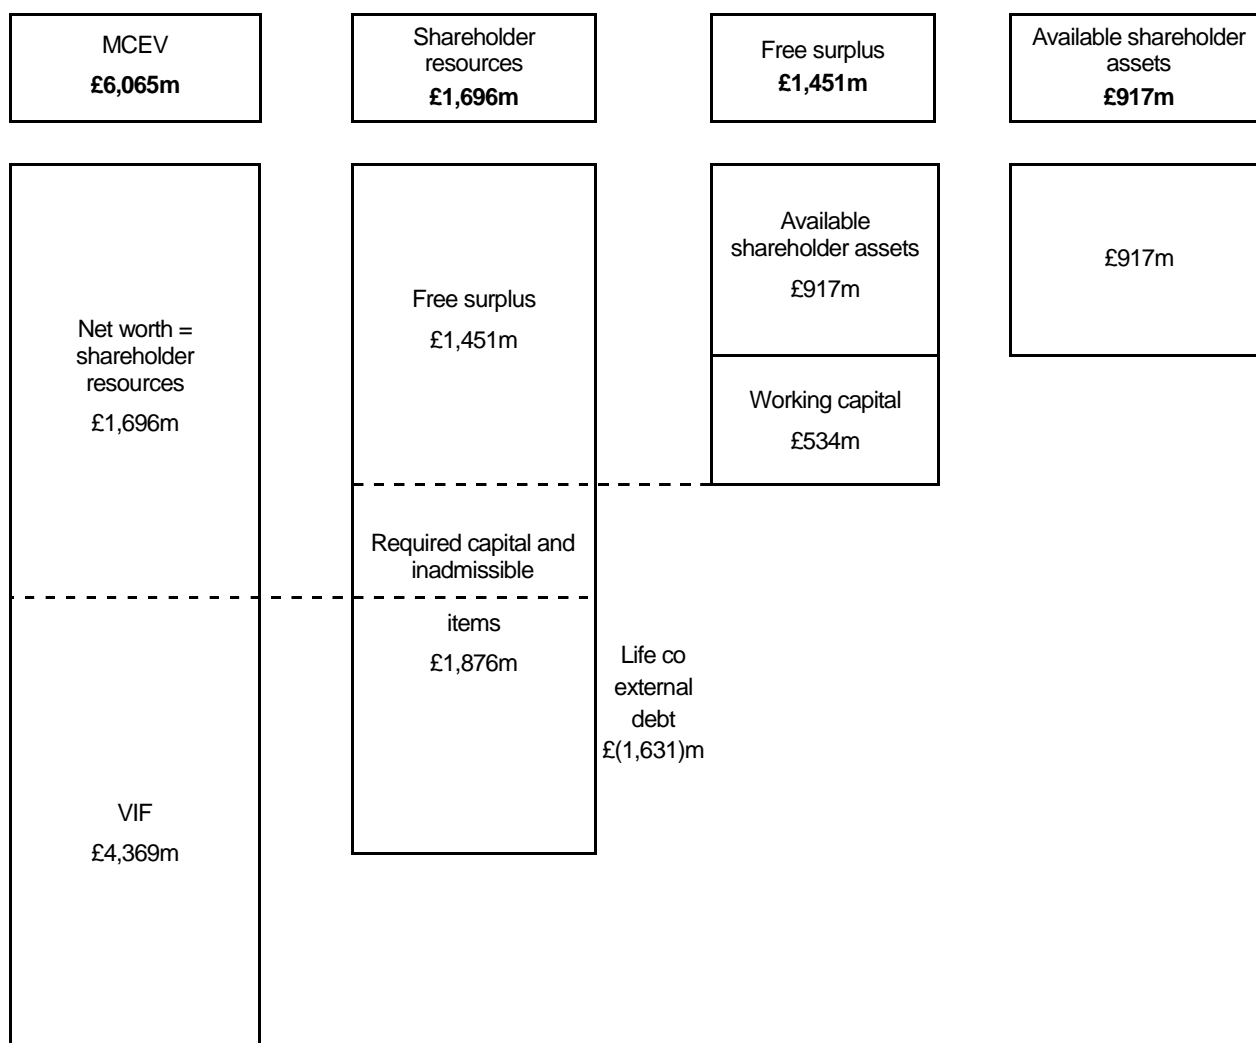 MCEV
£6,065m
Shareholder
resources
£1,696m
Free surplus
£1,451m
Available shareholder
assets
£917m
Net worth =
shareholder
resources
£1,696m
VIF
£4,369m
Free surplus
£1,451m
Required capital and
inadmissible
items
£1,876m
Life co
external
debt
£(1,631)m
Available
shareholder assets
£917m
Working capital
£534m
£917m